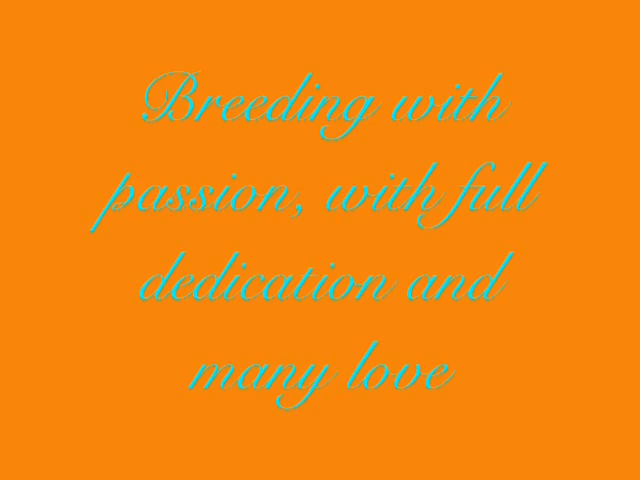 Breeding with
passion, with full
dedication and
many love